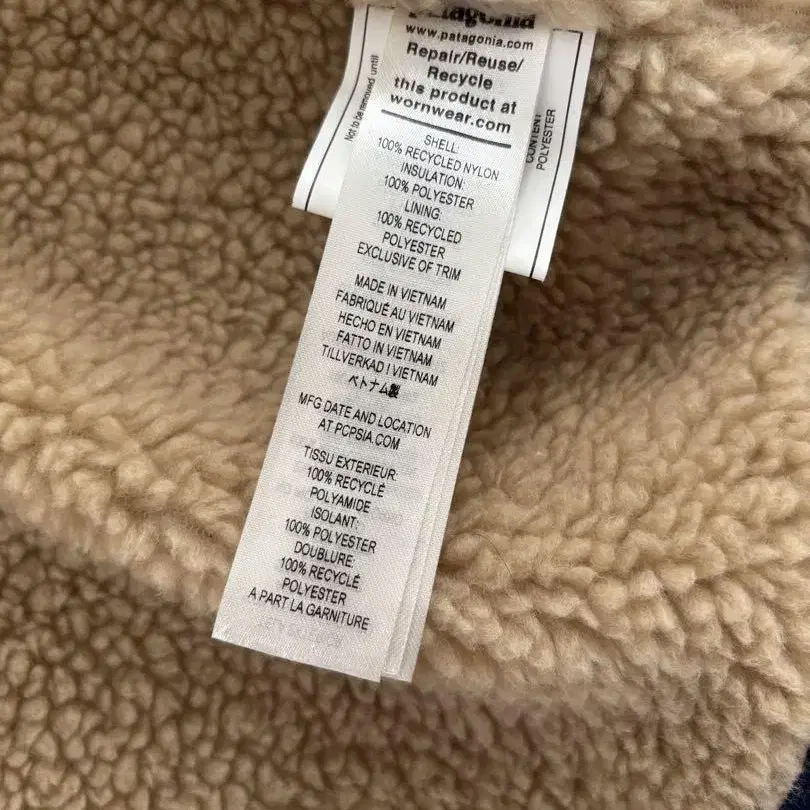 Patagonia
www.patagonia.com
Repair/Reuse/
Recycle
this product at
wornwear.com
SHELL:
100% RECYCLED NYLON
INSULATION:
100% POLYESTER
LINING:
100% RECYCLED
POLYESTER
EXCLUSIVE OF TRIM
MADE IN VIETNAM
FABRIQUÉ AU VIETNAM
HECHO EN VIETNAM
FATTO IN VIETNAM
TILLVERKAD I VIETNAM
ベトナム製
MFG DATE AND LOCATION
AT PCPSIA.COM
TISSU EXTERIEUR:
100% RECYCLÉ
POLYAMIDE
ISOLANT:
100% POLYESTER
DOUBLURE:
100% RECYCLÉ
POLYESTER
A PART LA GARNITURE
Not to be removed until
CONTENT
POLYESTER